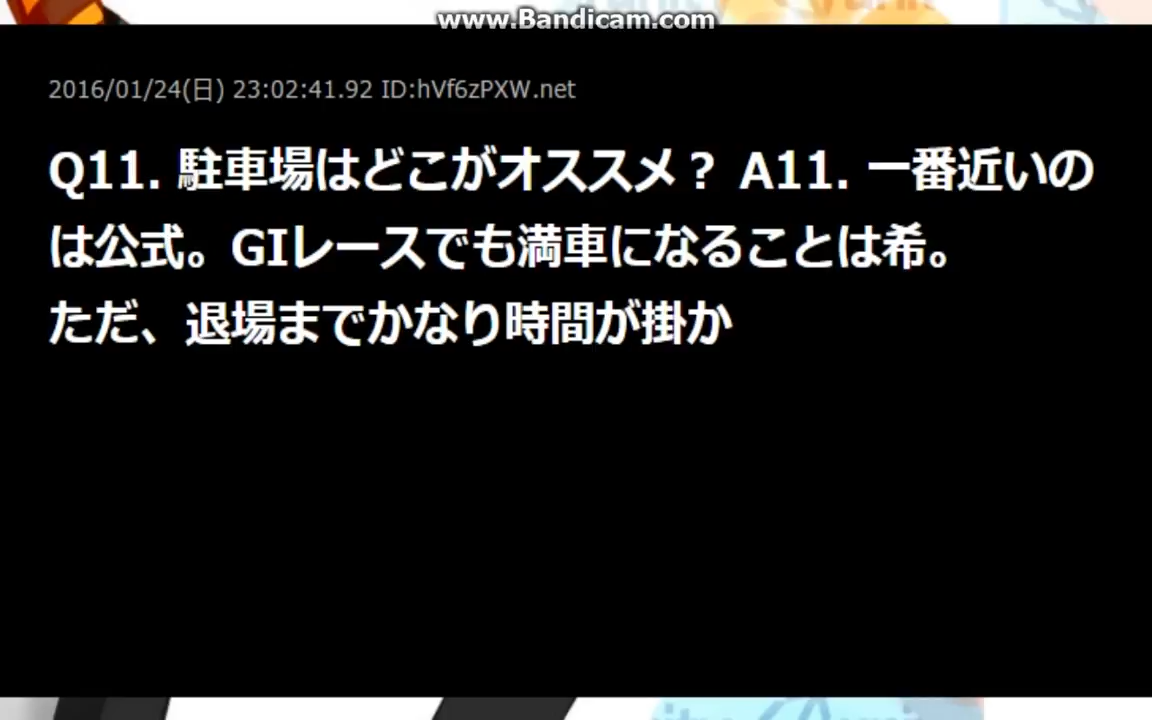 www.Bandicam.com
2016/01/24(日) 23:02:41.92 ID:hVf6zPXW.net
Q11. 駐車場はどこがオススメ？ A11. 一番近いの
は公式。GIレースでも満車になることは希。
ただ、退場までかなり時間が掛か